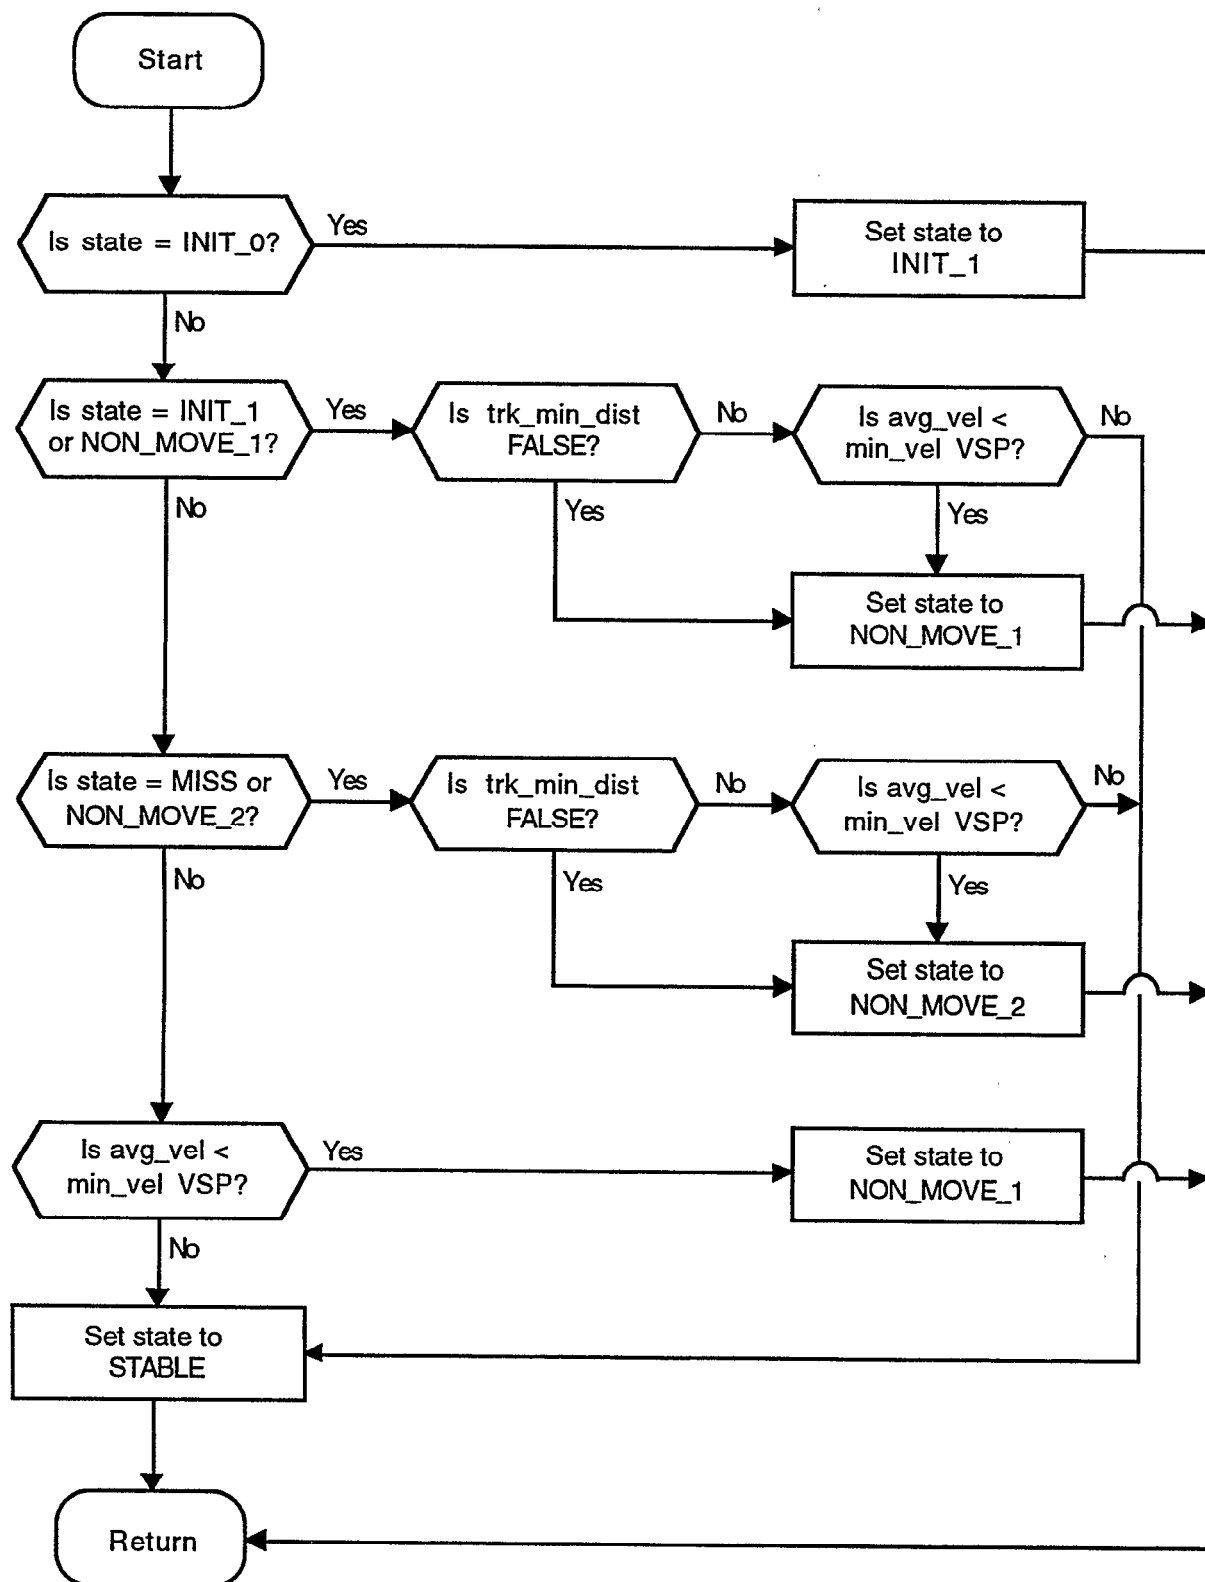 Start
Is state = INIT_0?
Yes
Set state to
INIT_1
No
Is state = INIT_1
or NON_MOVE_1?
Yes
Is trk_min_dist
FALSE?
No
Is avg_vel <
min_vel VSP?
No
No
Yes
Yes
Set state to
NON_MOVE_1
Is state = MISS or
NON_MOVE_2?
Yes
Is trk_min_dist
FALSE?
No
Is avg_vel <
min_vel VSP?
No
No
Yes
Yes
Set state to
NON_MOVE_2
Is avg_vel <
min_vel VSP?
Yes
Set state to
NON_MOVE_1
No
Set state to
STABLE
Return